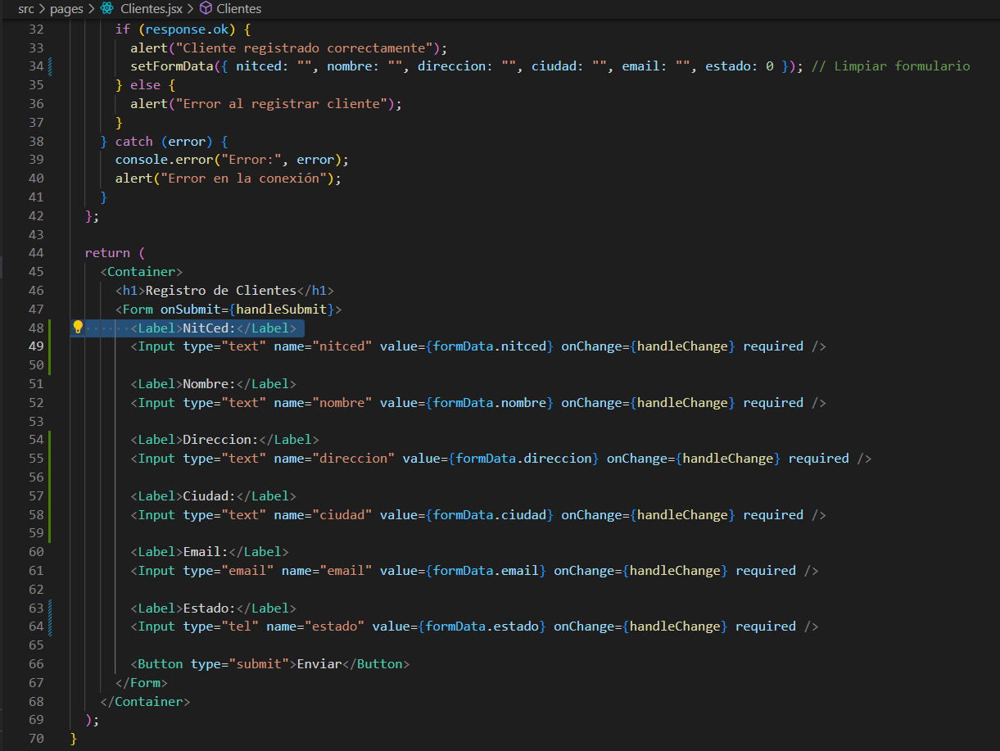 src > pages > Clientes.jsx > Clientes
32 if (response.ok) {
33 alert("Cliente registrado correctamente");
34 setFormData({ nitced: "", nombre: "", direccion: "", ciudad: "", email: "", estado: 0 }); // Limpiar formulario
35 } else {
36 alert("Error al registrar cliente");
37 }
38 } catch (error) {
39 console.error("Error:", error);
40 alert("Error en la conexión");
41 }
42 };
43
44 return (
45 <Container>
46 <h1>Registro de Clientes</h1>
47 <Form onSubmit={handleSubmit}>
48 <Label>NitCed:</Label>
49 <Input type="text" name="nitced" value={formData.nitced} onChange={handleChange} required />
50
51 <Label>Nombre:</Label>
52 <Input type="text" name="nombre" value={formData.nombre} onChange={handleChange} required />
53
54 <Label>Direccion:</Label>
55 <Input type="text" name="direccion" value={formData.direccion} onChange={handleChange} required />
56
57 <Label>Ciudad:</Label>
58 <Input type="text" name="ciudad" value={formData.ciudad} onChange={handleChange} required />
59
60 <Label>Email:</Label>
61 <Input type="email" name="email" value={formData.email} onChange={handleChange} required />
62
63 <Label>Estado:</Label>
64 <Input type="tel" name="estado" value={formData.estado} onChange={handleChange} required />
65
66 <Button type="submit">Enviar</Button>
67 </Form>
68 </Container>
69 );
70 }